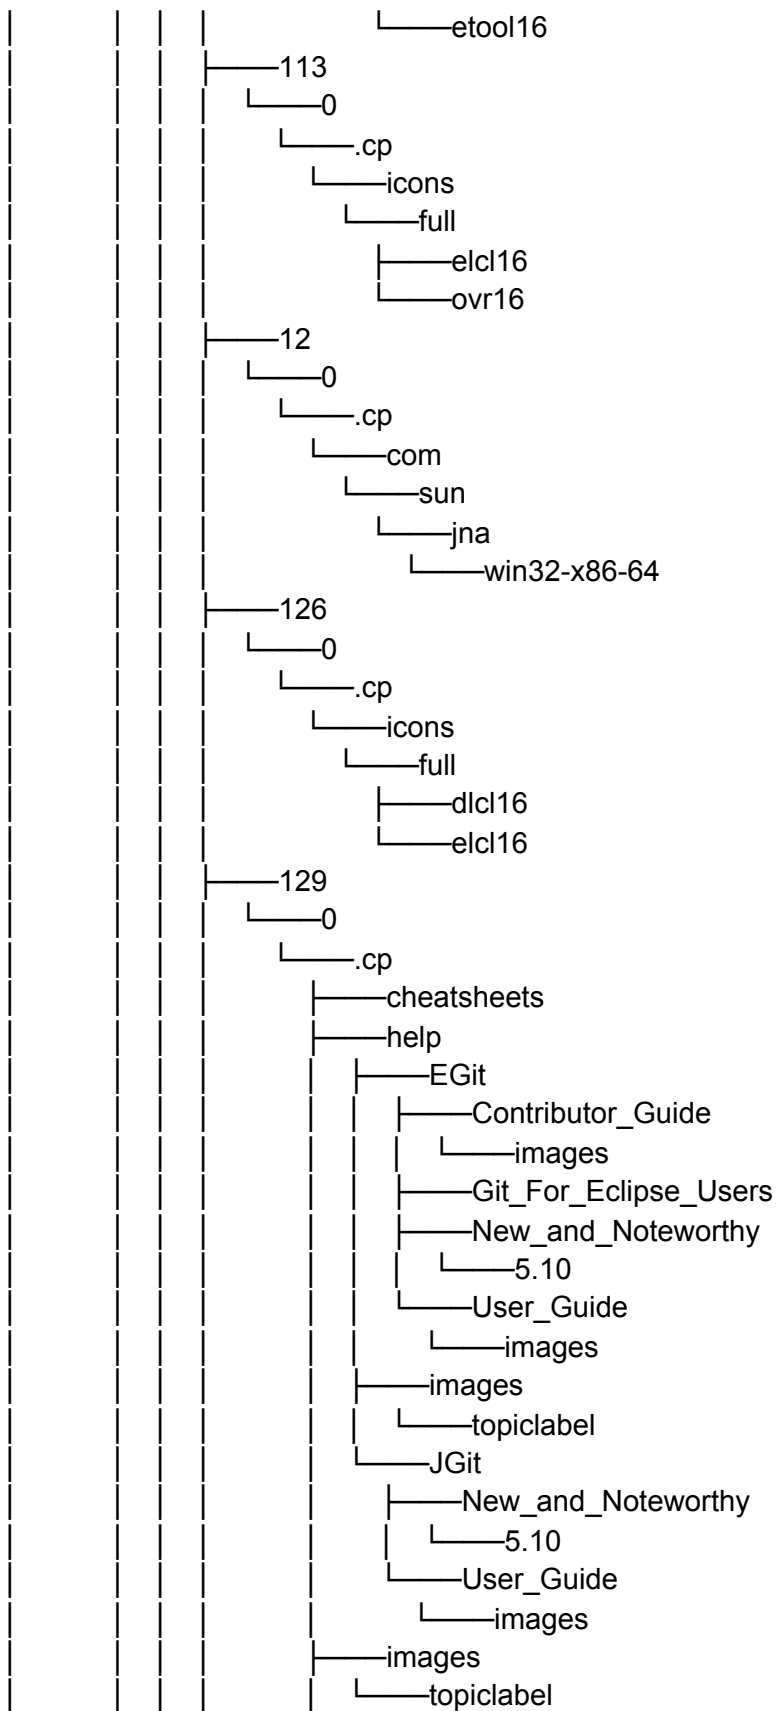 │ │ │ │ └───etool16
│ │ │ ├───113
│ │ │ │ └───0
│ │ │ │ └───.cp
│ │ │ │ └───icons
│ │ │ │ └───full
│ │ │ │ ├───elcl16
│ │ │ │ └───ovr16
│ │ │ ├───12
│ │ │ │ └───0
│ │ │ │ └───.cp
│ │ │ │ └───com
│ │ │ │ └───sun
│ │ │ │ └───jna
│ │ │ │ └───win32-x86-64
│ │ │ ├───126
│ │ │ │ └───0
│ │ │ │ └───.cp
│ │ │ │ └───icons
│ │ │ │ └───full
│ │ │ │ ├───dlcl16
│ │ │ │ └───elcl16
│ │ │ ├───129
│ │ │ │ └───0
│ │ │ │ └───.cp
│ │ │ │ ├───cheatsheets
│ │ │ │ ├───help
│ │ │ │ │ ├───EGit
│ │ │ │ │ │ ├───Contributor_Guide
│ │ │ │ │ │ │ └───images
│ │ │ │ │ │ ├───Git_For_Eclipse_Users
│ │ │ │ │ │ ├───New_and_Noteworthy
│ │ │ │ │ │ │ └───5.10
│ │ │ │ │ │ └───User_Guide
│ │ │ │ │ │ └───images
│ │ │ │ │ ├───images
│ │ │ │ │ │ └───topiclabel
│ │ │ │ │ └───JGit
│ │ │ │ │ ├───New_and_Noteworthy
│ │ │ │ │ │ └───5.10
│ │ │ │ │ └───User_Guide
│ │ │ │ │ └───images
│ │ │ │ ├───images
│ │ │ │ │ └───topiclabel